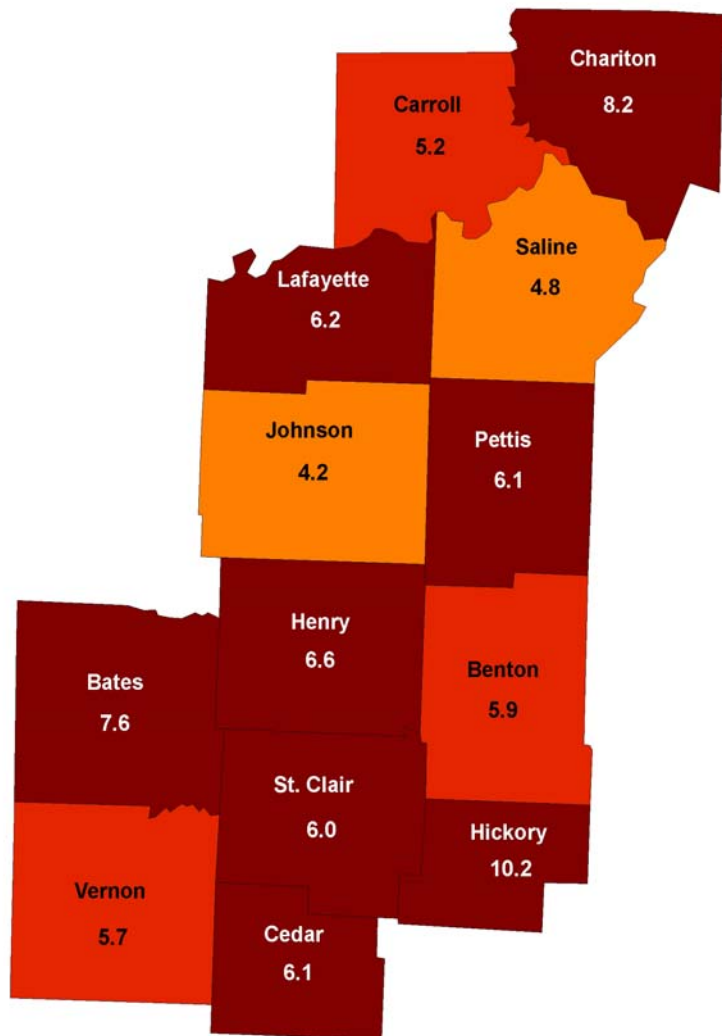 Chariton
8.2
Carroll
5.2
Saline
4.8
Lafayette
6.2
Johnson
4.2
Pettis
6.1
Henry
6.6
Benton
5.9
Bates
7.6
St. Clair
6.0
Hickory
10.2
Vernon
5.7
Cedar
6.1